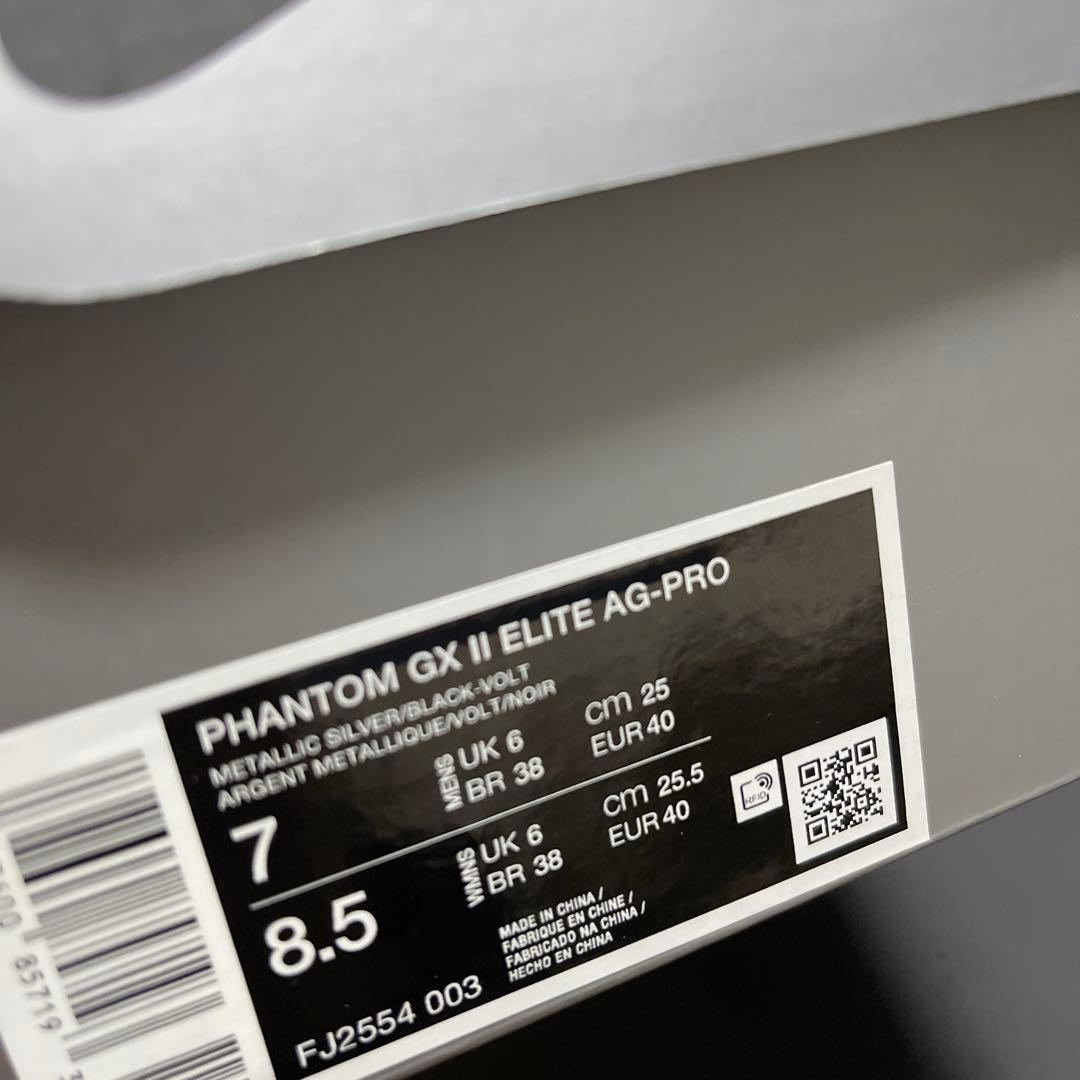 PHANTOM GX II ELITE AG-PRO
METALLIC SILVER/BLACK-VOLT
ARGENT METALLIQUE/VOLT/NOIR
7
MENS
UK 6
BR 38
cm 25
EUR 40
8.5
WMNS
UK 6
BR 38
cm 25.5
EUR 40
RFID
MADE IN CHINA /
FABRIQUE EN CHINE /
FABRICADO NA CHINA /
HECHO EN CHINA
FJ2554 003
85719